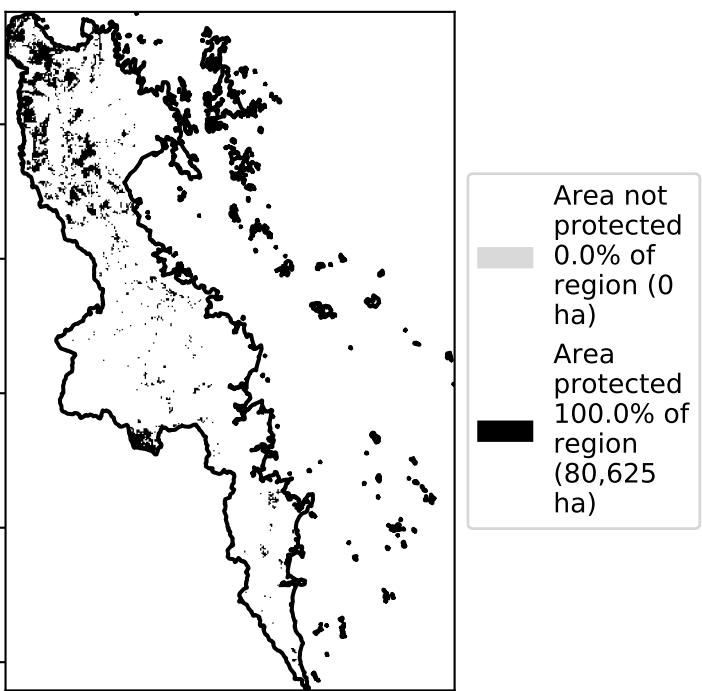 Area not
protected
0.0% of
region (0
ha)
Area
protected
100.0% of
region
(80,625
ha)